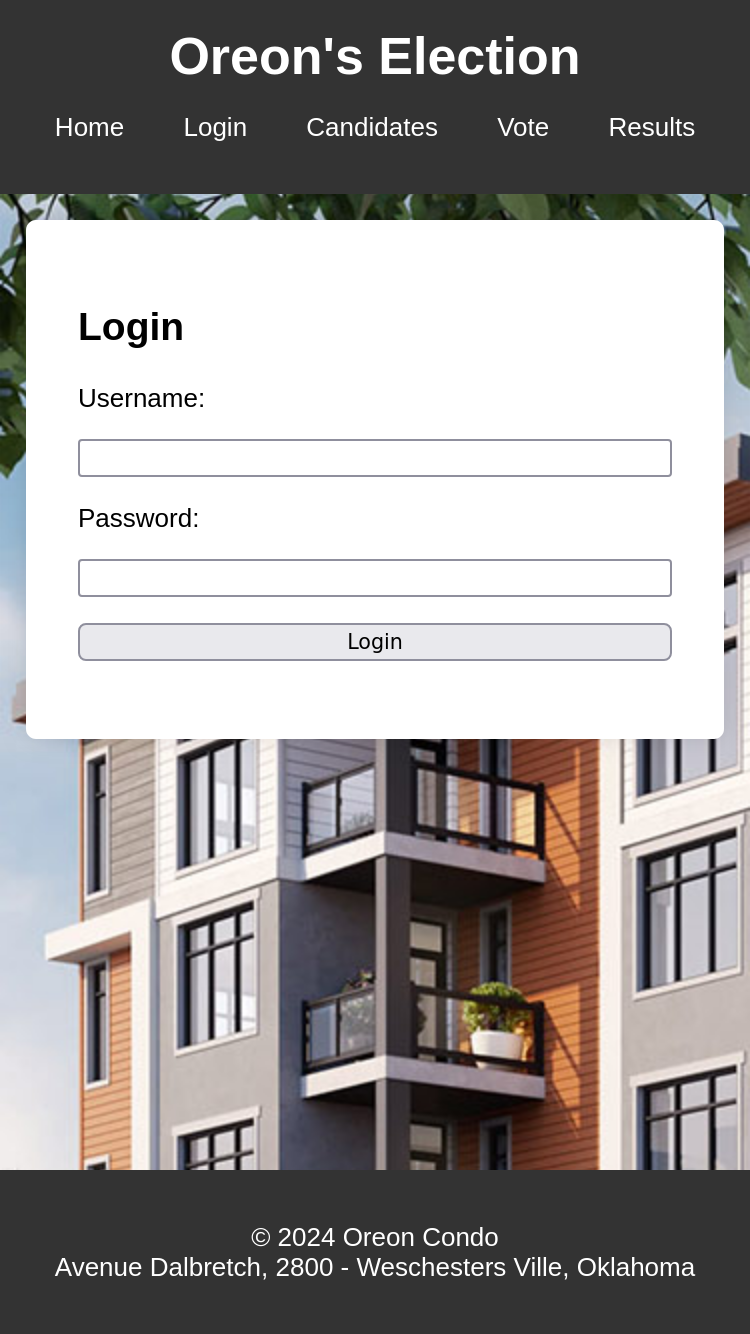 Oreon's Election
Home Login Candidates Vote Results
Login
Username:
Password:
Login
© 2024 Oreon Condo
Avenue Dalbretch, 2800 - Weschesters Ville, Oklahoma